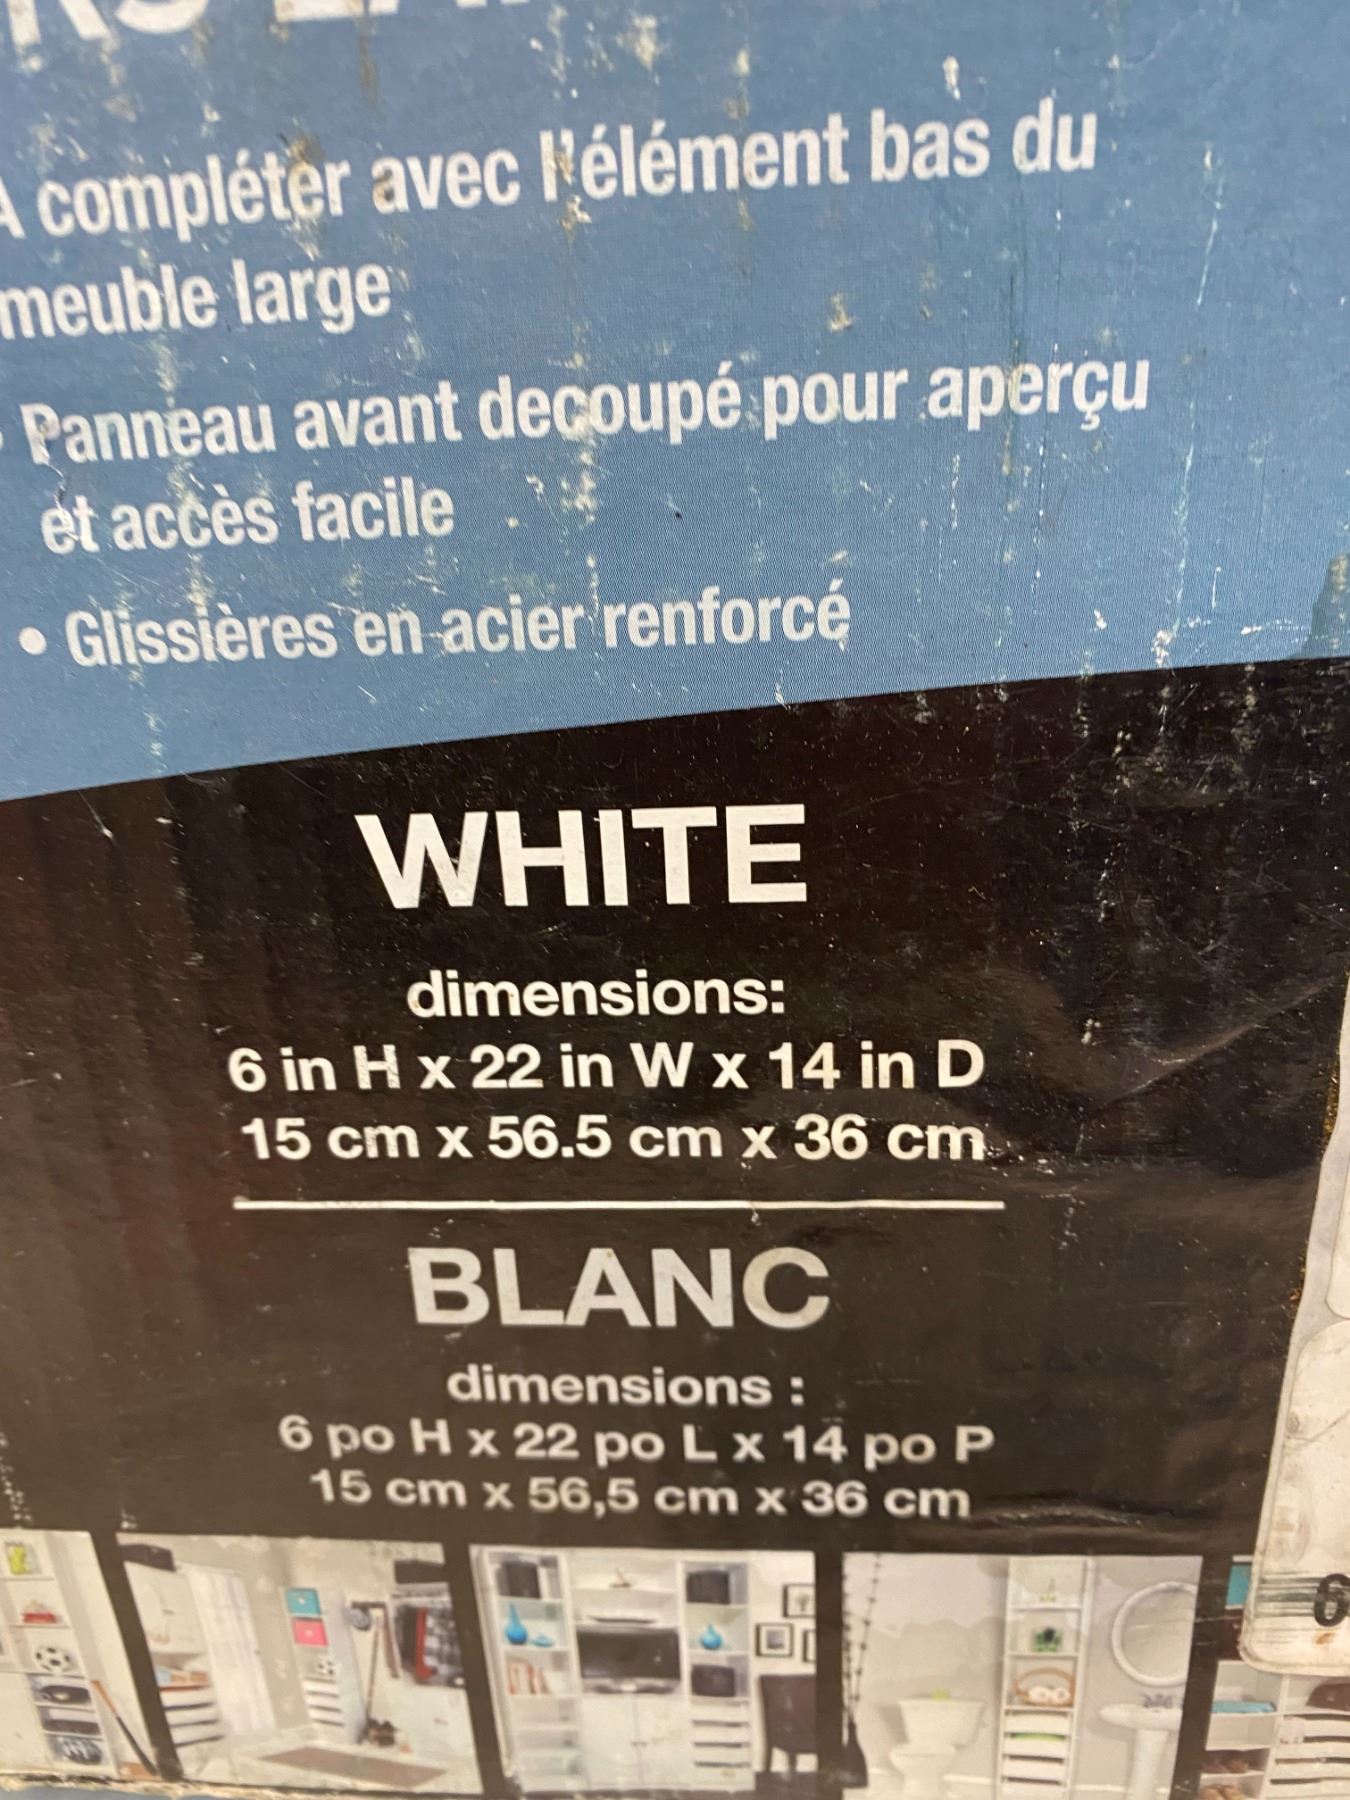 À compléter avec l'élément bas du
meuble large
Panneau avant decoupé pour aperçu
et accès facile
• Glissières en acier renforcé
WHITE
dimensions:
6 in H x 22 in W x 14 in D
15 cm x 56.5 cm x 36 cm
BLANC
dimensions :
6 po H x 22 po L x 14 po P
15 cm x 56,5 cm x 36 cm
6